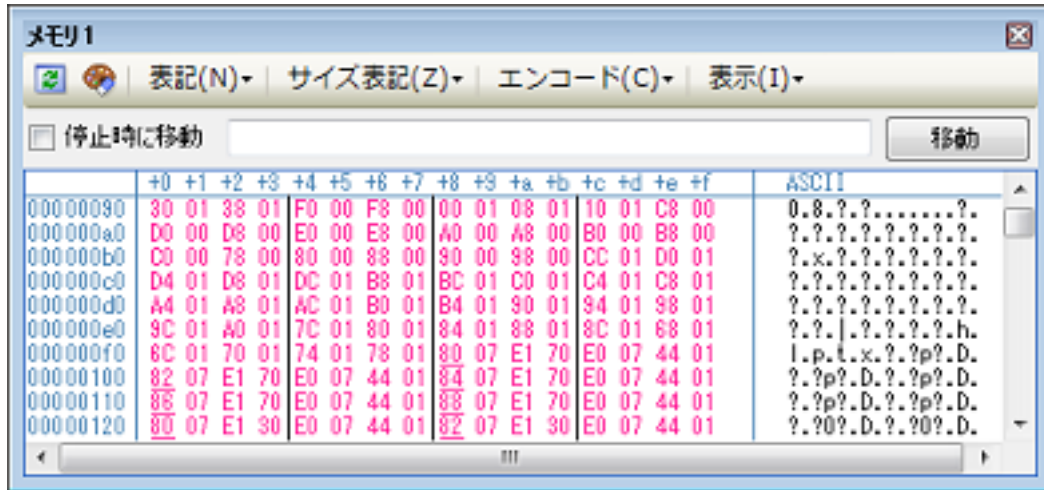 メモリ1
表記(N) サイズ表記(Z) エンコード(C) 表示(I)
停止時に移動 移動
+0 +1 +2 +3 +4 +5 +6 +7 +8 +9 +a +b +c +d +e +f ASCII
00000090 30 01 38 01 F0 00 F8 00 00 01 08 01 10 01 C8 00 0.8.?.?.......?.
000000a0 D0 00 D8 00 E0 00 E8 00 A0 00 A8 00 B0 00 B8 00 ?.?.?.?.?.?.?.?.
000000b0 C0 00 78 00 80 00 88 00 90 00 98 00 CC 01 D0 01 ?.x.?.?.?.?.?.?.
000000c0 D4 01 D8 01 DC 01 B8 01 BC 01 C0 01 C4 01 C8 01 ?.?.?.?.?.?.?.?.
000000d0 A4 01 A8 01 AC 01 B0 01 B4 01 90 01 94 01 98 01 ?.?.?.?.?.?.?.?.
000000e0 9C 01 A0 01 7C 01 80 01 84 01 88 01 8C 01 68 01 ?.?.|.?.?.?.?.h.
000000f0 6C 01 70 01 74 01 78 01 80 07 E1 70 E0 07 44 01 l.p.t.x.?.?p?.D.
00000100 82 07 E1 70 E0 07 44 01 84 07 E1 70 E0 07 44 01 ?.?p?.D.?.?p?.D.
00000110 86 07 E1 70 E0 07 44 01 88 07 E1 70 E0 07 44 01 ?.?p?.D.?.?p?.D.
00000120 80 07 E1 30 E0 07 44 01 82 07 E1 30 E0 07 44 01 ?.?0?.D.?.?0?.D.